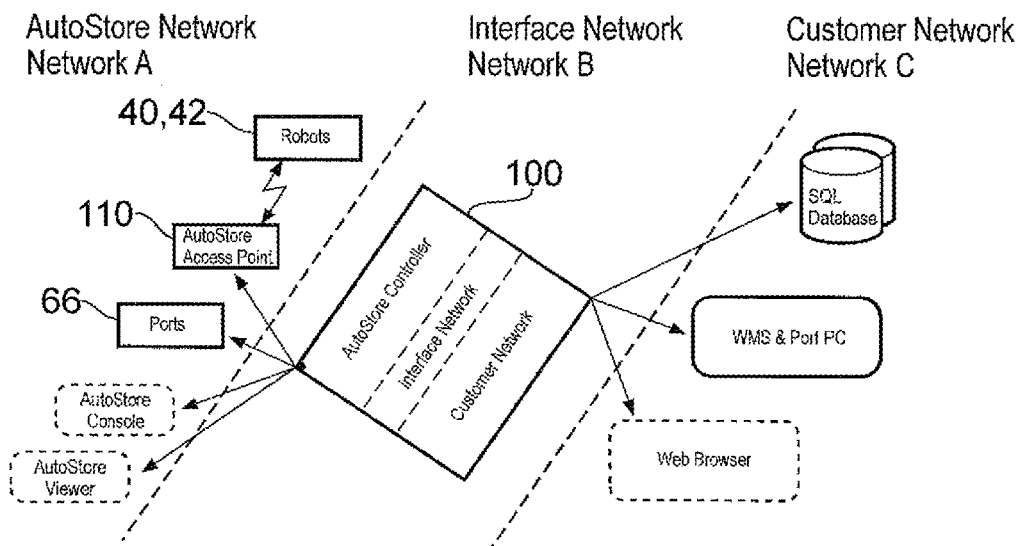 AutoStore Network
Network A
Interface Network
Network B
Customer Network
Network C
40,42
Robots
110
AutoStore
Access Point
66
Ports
AutoStore
Console
AutoStore
Viewer
100
AutoStore Controller
Interface Network
Customer Network
SQL
Database
WMS & Port PC
Web Browser